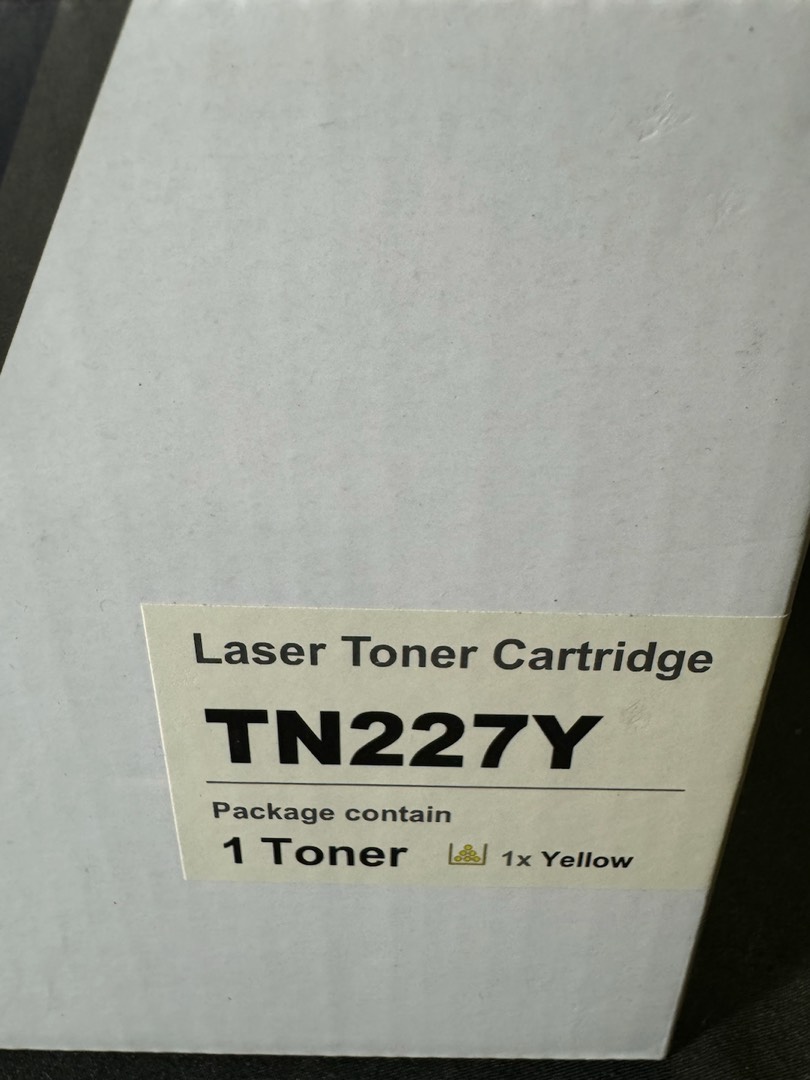 Laser Toner Cartridge
TN227Y
Package contain
1 Toner 1x Yellow